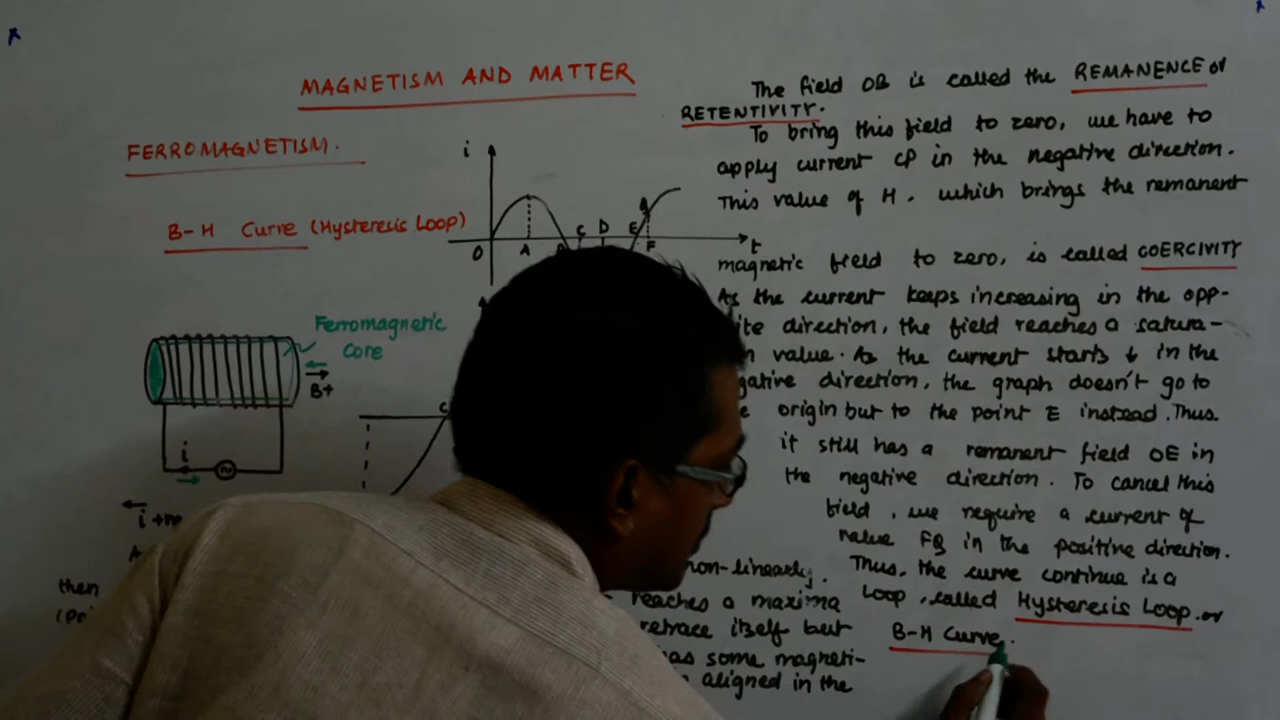 MAGNETISM AND MATTER
FERROMAGNETISM.
B-H Curve (Hysteresis Loop)
i
O
A
C
D
E
F
t
Ferromagnetic
core
B+
i
C
i
then
non-linearly.
reaches a maxima
retrace itself but
has some magneti-
aligned in the
The field OB is called the REMANENCE or
RETENTIVITY.
To bring this field to zero, we have to
apply current CP in the negative direction.
This value of H, which brings the remanent
magnetic field to zero, is called COERCIVITY
As the current keeps increasing in the opp-
ite direction, the field reaches a satura-
n value. As the current starts ↓ in the
gative direction, the graph doesn't go to
e origin but to the point E instead. Thus.
it still has a remanent field OE in
the negative direction. To cancel this
field, we require a current of
value FQ in the positive direction.
Thus, the curve continue is a
Loop, called Hysteresis Loop or
B-H Curve.